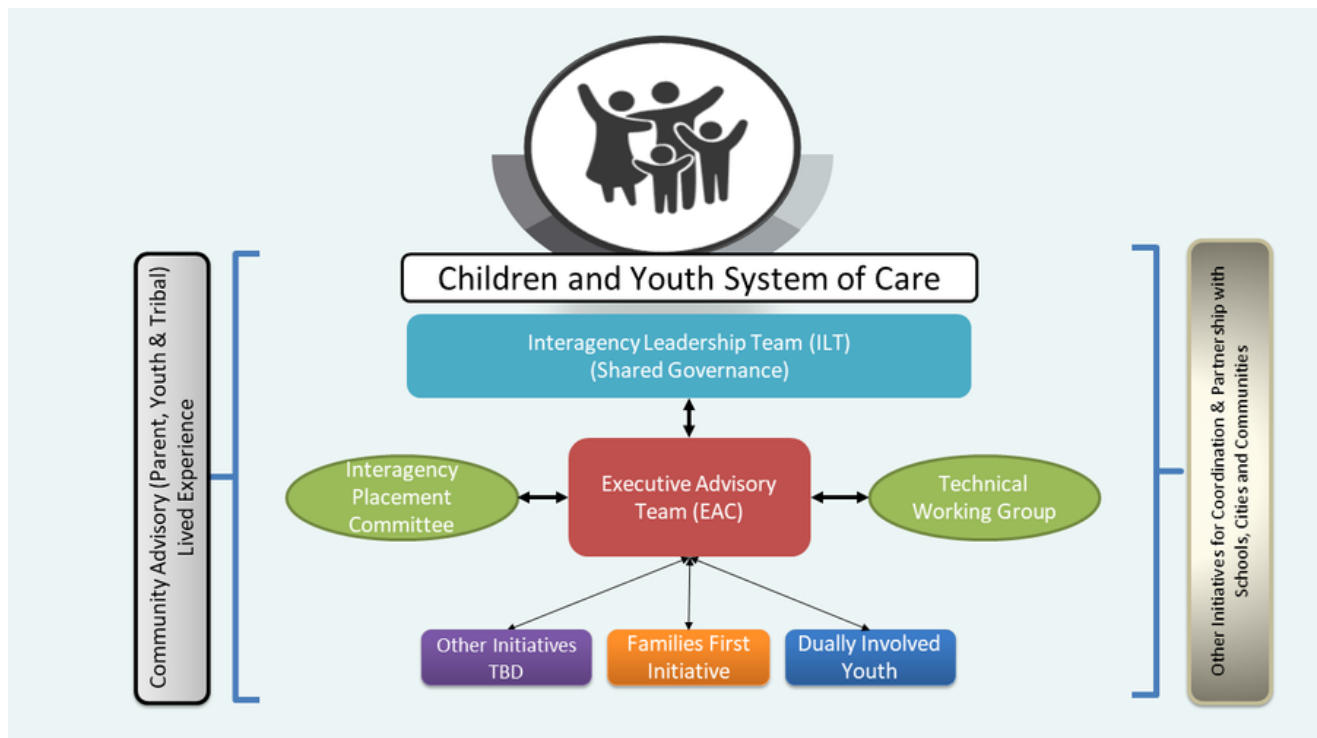 Children and Youth System of Care
Interagency Leadership Team (ILT)
(Shared Governance)
Community Advisory (Parent, Youth & Tribal)
Lived Experience
Interagency
Placement
Committee
Executive Advisory
Team (EAC)
Technical
Working Group
Other Initiatives for Coordination & Partnership with
Schools, Cities and Communities
Other Initiatives
TBD
Families First
Initiative
Dually Involved
Youth